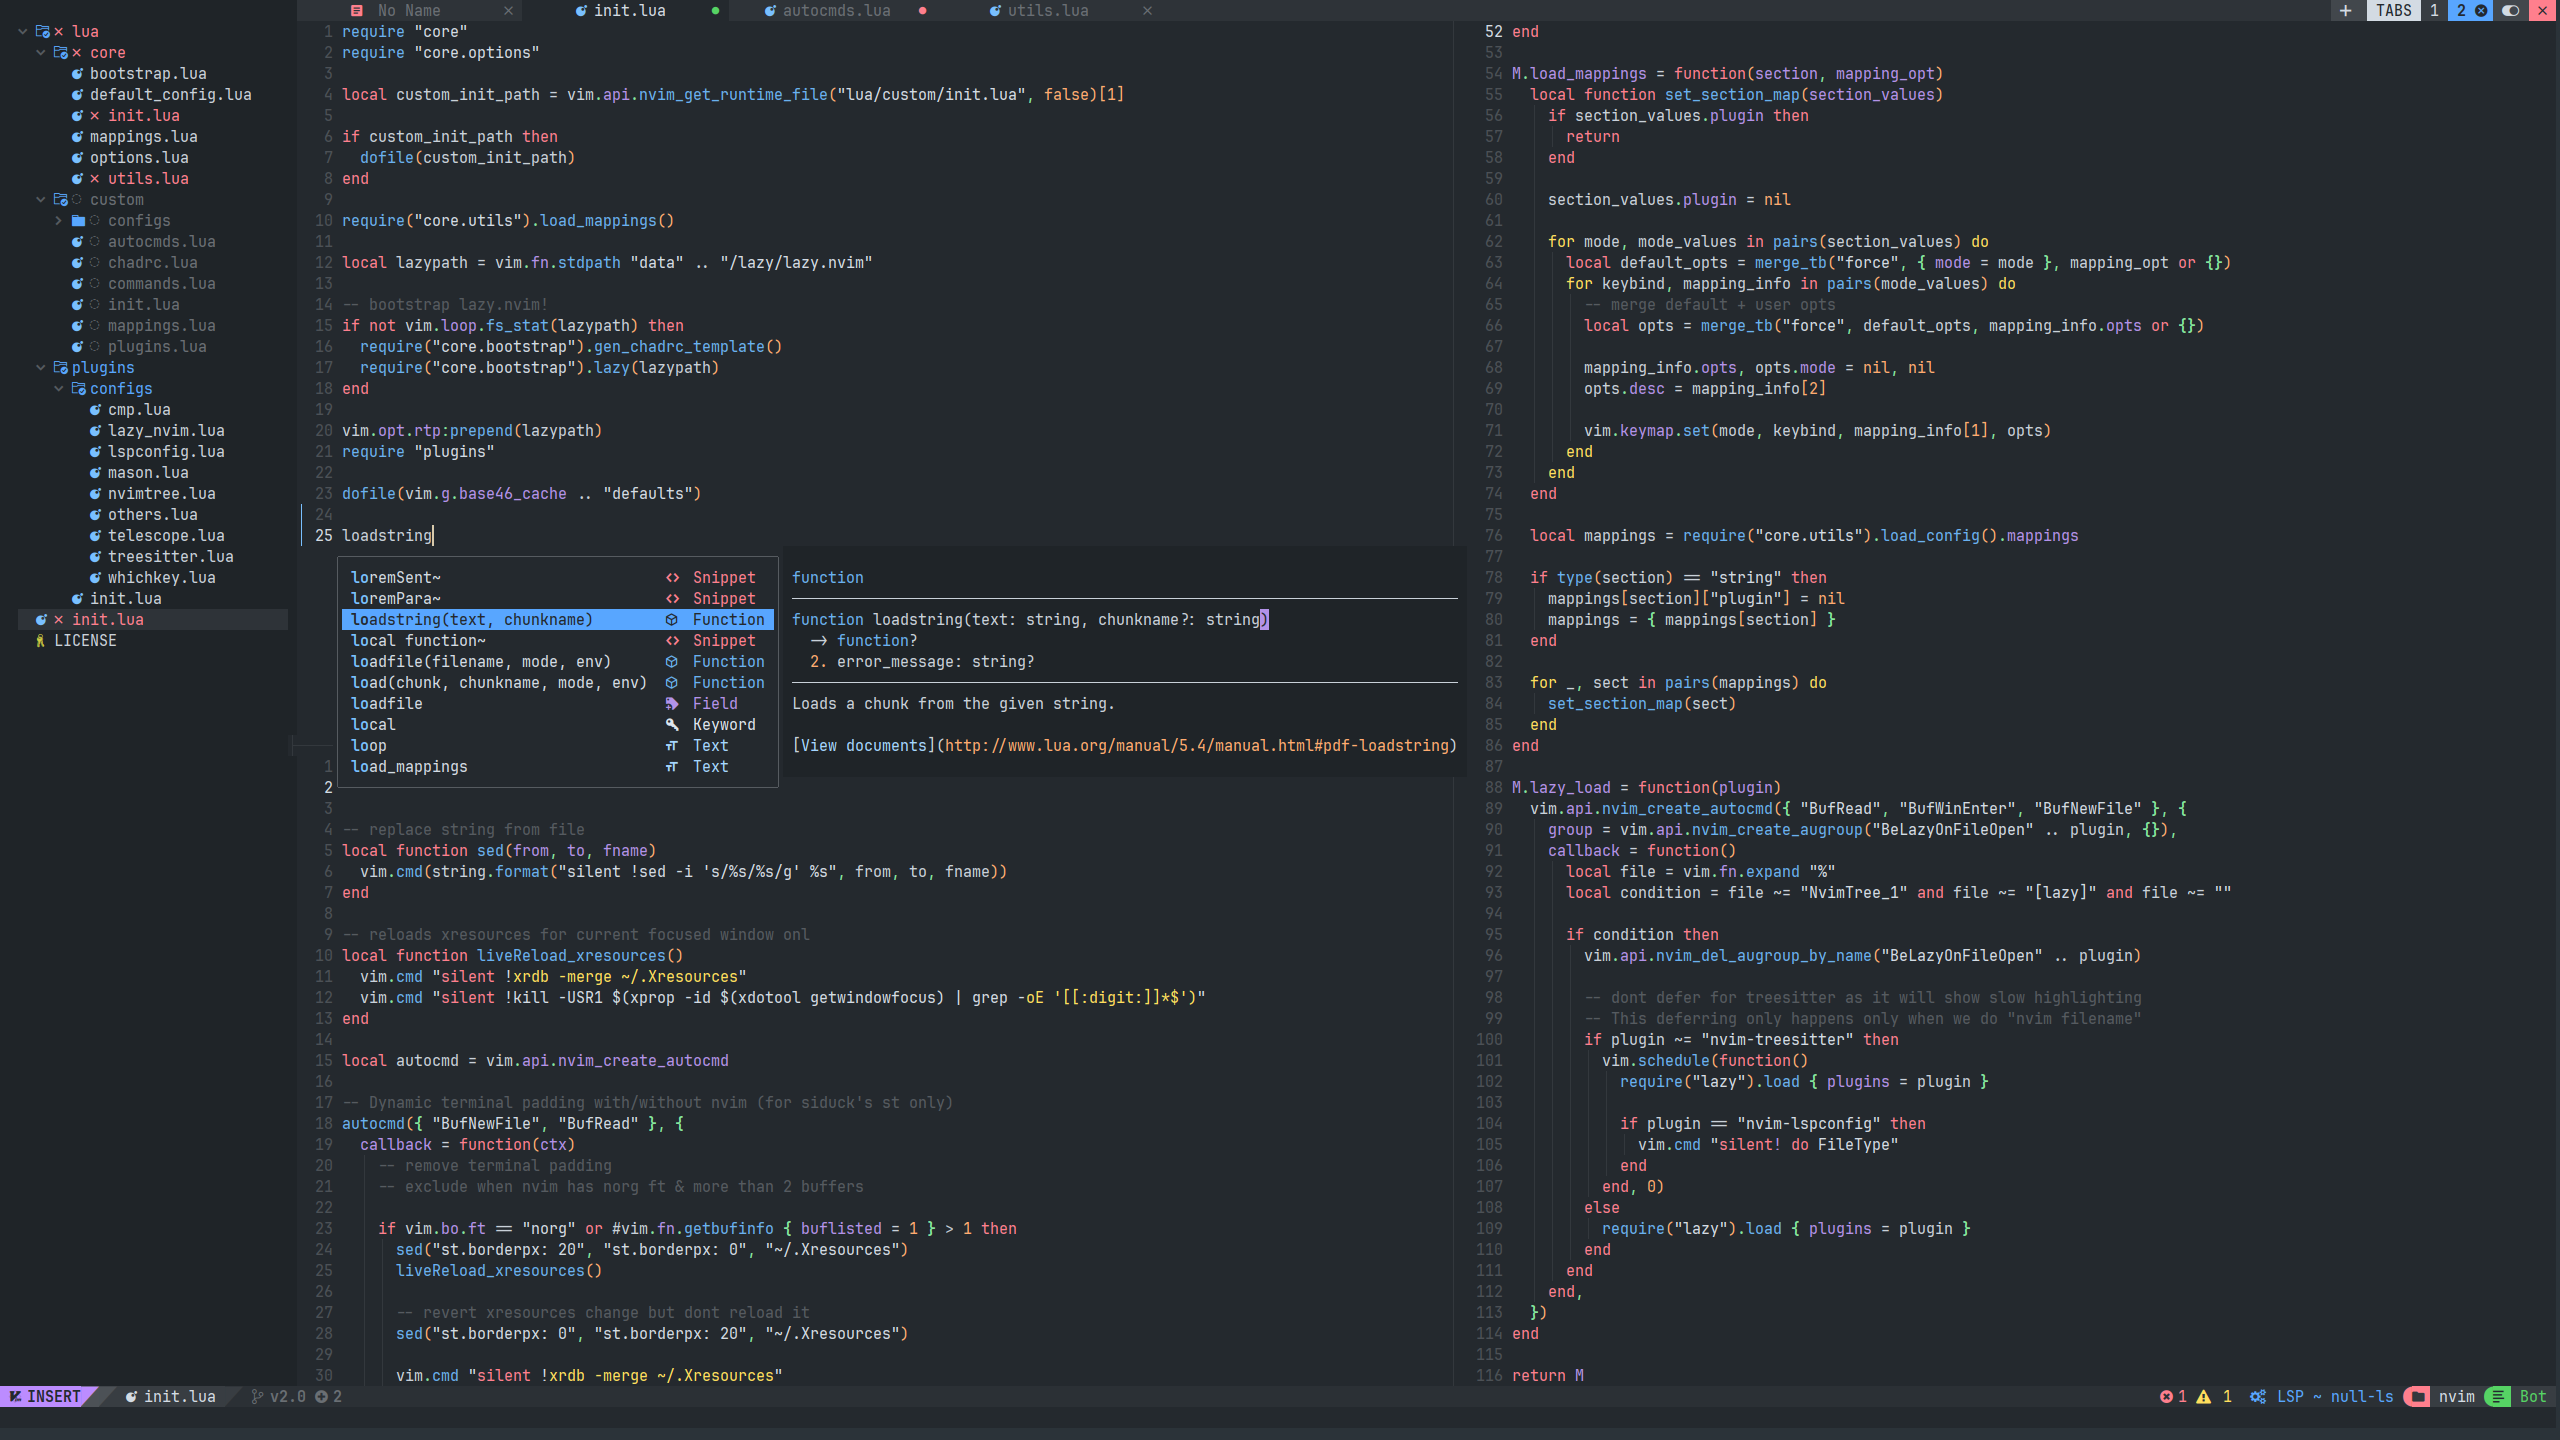 No Name
init.lua
autocmds.lua
utils.lua
TABS 1 2
lua
core
bootstrap.lua
default_config.lua
init.lua
mappings.lua
options.lua
utils.lua
custom
configs
autocmds.lua
chadrc.lua
commands.lua
init.lua
mappings.lua
plugins.lua
plugins
configs
cmp.lua
lazy_nvim.lua
lspconfig.lua
mason.lua
nvimtree.lua
others.lua
telescope.lua
treesitter.lua
whichkey.lua
init.lua
init.lua
LICENSE
1 require "core"
2 require "core.options"
3
4 local custom_init_path = vim.api.nvim_get_runtime_file("lua/custom/init.lua", false)[1]
5
6 if custom_init_path then
7   dofile(custom_init_path)
8 end
9
10 require("core.utils").load_mappings()
11
12 local lazypath = vim.fn.stdpath "data" .. "/lazy/lazy.nvim"
13
14 -- bootstrap lazy.nvim!
15 if not vim.loop.fs_stat(lazypath) then
16   require("core.bootstrap").gen_chadrc_template()
17   require("core.bootstrap").lazy(lazypath)
18 end
19
20 vim.opt.rtp:prepend(lazypath)
21 require "plugins"
22
23 dofile(vim.g.base46_cache .. "defaults")
24
25 loadstring
loremSent~ Snippet
loremPara~ Snippet
loadstring(text, chunkname) Function
local function~ Snippet
loadfile(filename, mode, env) Function
load(chunk, chunkname, mode, env) Function
loadfile Field
local Keyword
loop Text
load_mappings Text
function
function loadstring(text: string, chunkname?: string)
  -> function?
  2. error_message: string?
Loads a chunk from the given string.
[View documents](http://www.lua.org/manual/5.4/manual.html#pdf-loadstring)
1
2
3
4 -- replace string from file
5 local function sed(from, to, fname)
6   vim.cmd(string.format("silent !sed -i 's/%s/%s/g' %s", from, to, fname))
7 end
8
9 -- reloads xresources for current focused window onl
10 local function liveReload_xresources()
11   vim.cmd "silent !xrdb -merge ~/.Xresources"
12   vim.cmd "silent !kill -USR1 $(xprop -id $(xdotool getwindowfocus) | grep -oE '[[:digit:]]*$')"
13 end
14
15 local autocmd = vim.api.nvim_create_autocmd
16
17 -- Dynamic terminal padding with/without nvim (for siduck's st only)
18 autocmd({ "BufNewFile", "BufRead" }, {
19   callback = function(ctx)
20     -- remove terminal padding
21     -- exclude when nvim has norg ft & more than 2 buffers
22
23     if vim.bo.ft == "norg" or #vim.fn.getbufinfo { buflisted = 1 } > 1 then
24       sed("st.borderpx: 20", "st.borderpx: 0", "~/.Xresources")
25       liveReload_xresources()
26
27       -- revert xresources change but dont reload it
28       sed("st.borderpx: 0", "st.borderpx: 20", "~/.Xresources")
29
30       vim.cmd "silent !xrdb -merge ~/.Xresources"
52 end
53
54 M.load_mappings = function(section, mapping_opt)
55   local function set_section_map(section_values)
56     if section_values.plugin then
57       return
58     end
59
60     section_values.plugin = nil
61
62     for mode, mode_values in pairs(section_values) do
63       local default_opts = merge_tb("force", { mode = mode }, mapping_opt or {})
64       for keybind, mapping_info in pairs(mode_values) do
65         -- merge default + user opts
66         local opts = merge_tb("force", default_opts, mapping_info.opts or {})
67
68         mapping_info.opts, opts.mode = nil, nil
69         opts.desc = mapping_info[2]
70
71         vim.keymap.set(mode, keybind, mapping_info[1], opts)
72       end
73     end
74   end
75
76   local mappings = require("core.utils").load_config().mappings
77
78   if type(section) == "string" then
79     mappings[section]["plugin"] = nil
80     mappings = { mappings[section] }
81   end
82
83   for _, sect in pairs(mappings) do
84     set_section_map(sect)
85   end
86 end
87
88 M.lazy_load = function(plugin)
89   vim.api.nvim_create_autocmd({ "BufRead", "BufWinEnter", "BufNewFile" }, {
90     group = vim.api.nvim_create_augroup("BeLazyOnFileOpen" .. plugin, {}),
91     callback = function()
92       local file = vim.fn.expand "%"
93       local condition = file ~= "NvimTree_1" and file ~= "[lazy]" and file ~= ""
94
95       if condition then
96         vim.api.nvim_del_augroup_by_name("BeLazyOnFileOpen" .. plugin)
97
98         -- dont defer for treesitter as it will show slow highlighting
99         -- This deferring only happens only when we do "nvim filename"
100         if plugin ~= "nvim-treesitter" then
101           vim.schedule(function()
102             require("lazy").load { plugins = plugin }
103
104             if plugin == "nvim-lspconfig" then
105               vim.cmd "silent! do FileType"
106             end
107           end, 0)
108         else
109           require("lazy").load { plugins = plugin }
110         end
111       end
112     end,
113   })
114 end
115
116 return M
INSERT init.lua v2.0 2
1 1 LSP ~ null-ls nvim Bot